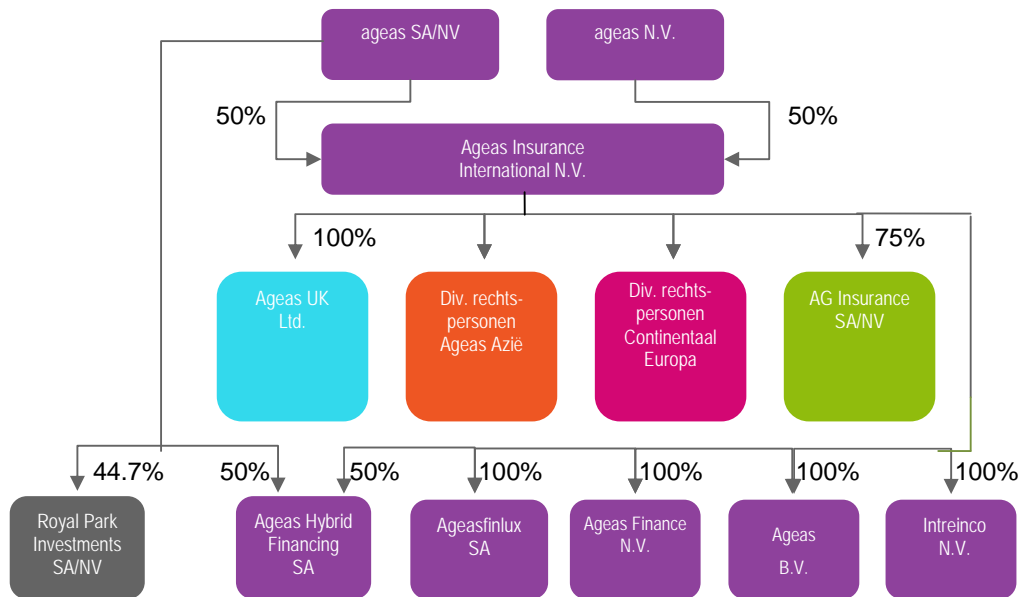 ageas SA/NV
ageas N.V.
50%
50%
Ageas Insurance
International N.V.
100%
75%
Ageas UK
Ltd.
Div. rechts-
personen
Ageas Azië
Div. rechts-
personen
Continentaal
Europa
AG Insurance
SA/NV
44.7%
50%
50%
100%
100%
100%
100%
Royal Park
Investments
SA/NV
Ageas Hybrid
Financing
SA
Ageasfinlux
SA
Ageas Finance
N.V.
Ageas
B.V.
Intreinco
N.V.